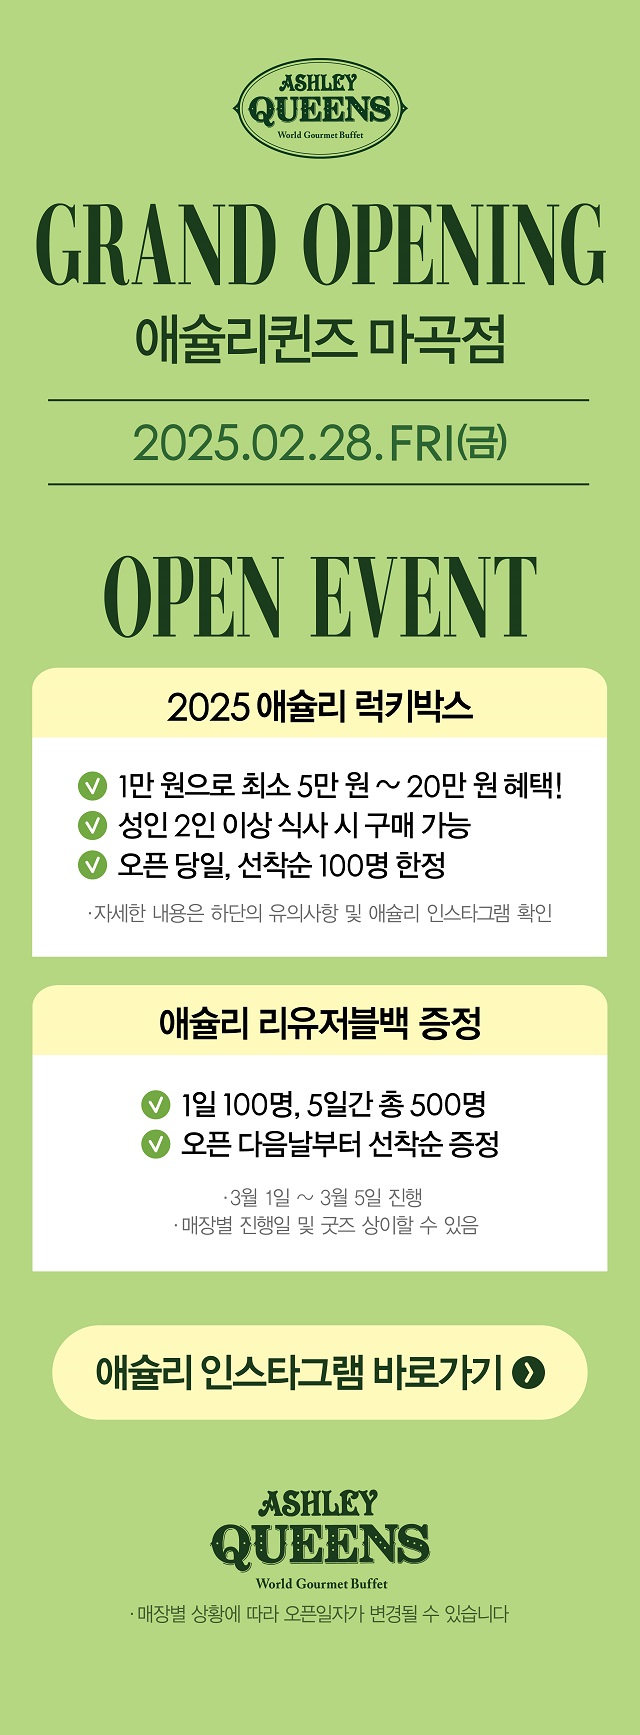 ASHLEY
QUEENS
World Gourmet Buffet
GRAND OPENING
애슐리퀸즈 마곡점
2025.02.28.FRI(금)
OPEN EVENT
2025 애슐리 럭키박스
1만 원으로 최소 5만 원 ~ 20만 원 혜택!
성인 2인 이상 식사 시 구매 가능
오픈 당일, 선착순 100명 한정
·자세한 내용은 하단의 유의사항 및 애슐리 인스타그램 확인
애슐리 리유저블백 증정
1일 100명, 5일간 총 500명
오픈 다음날부터 선착순 증정
·3월 1일 ~ 3월 5일 진행
·매장별 진행일 및 굿즈 상이할 수 있음
애슐리 인스타그램 바로가기
ASHLEY
QUEENS
World Gourmet Buffet
·매장별 상황에 따라 오픈일자가 변경될 수 있습니다